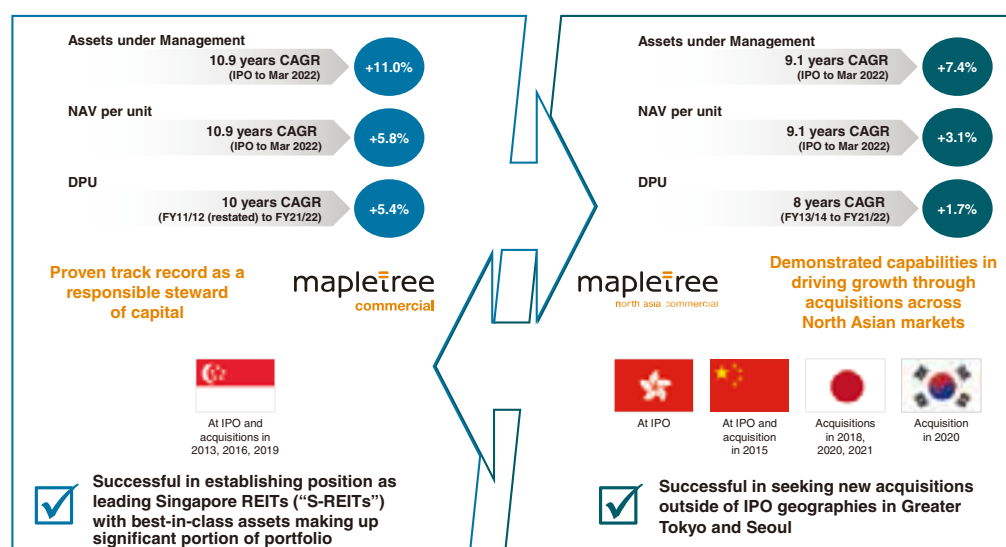 Assets under Management
10.9 years CAGR
(IPO to Mar 2022)
+11.0%
NAV per unit
10.9 years CAGR
(IPO to Mar 2022)
+5.8%
DPU
10 years CAGR
(FY11/12 (restated) to FY21/22)
+5.4%
Proven track record as a
responsible steward
of capital
mapletree
commercial
At IPO and
acquisitions in
2013, 2016, 2019
Successful in establishing position as
leading Singapore REITs (“S-REITs”)
with best-in-class assets making up
significant portion of portfolio
Assets under Management
9.1 years CAGR
(IPO to Mar 2022)
+7.4%
NAV per unit
9.1 years CAGR
(IPO to Mar 2022)
+3.1%
DPU
8 years CAGR
(FY13/14 to FY21/22)
+1.7%
mapletree
north asia commercial
Demonstrated capabilities in
driving growth through
acquisitions across
North Asian markets
At IPO
At IPO and
acquisition
in 2015
Acquisitions
in 2018,
2020, 2021
Acquisition
in 2020
Successful in seeking new acquisitions
outside of IPO geographies in Greater
Tokyo and Seoul